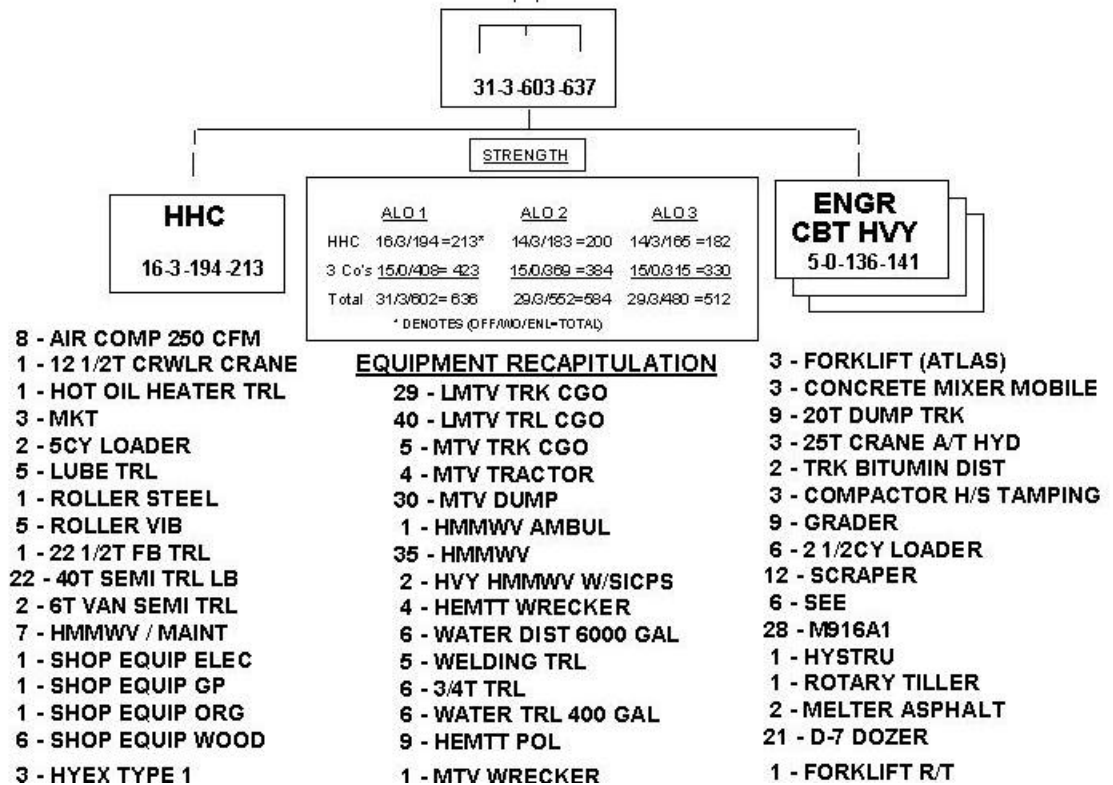 31-3-603-637
STRENGTH
HHC
16-3-194-213
ALO 1 ALO 2 ALO 3
HHC 16/3/194 =213* 14/3/183 =200 14/3/165 =182
3 Co's 15/0/408= 423 15/0/369 =384 15/0/315 =330
Total 31/3/602= 636 29/3/552=584 29/3/480 =512
* DENOTES (OFF/WO/ENL=TOTAL)
ENGR
CBT HVY
5-0-136-141
8 - AIR COMP 250 CFM
1 - 12 1/2T CRWLR CRANE
1 - HOT OIL HEATER TRL
3 - MKT
2 - 5CY LOADER
5 - LUBE TRL
1 - ROLLER STEEL
5 - ROLLER VIB
1 - 22 1/2T FB TRL
22 - 40T SEMI TRL LB
2 - 6T VAN SEMI TRL
7 - HMMWV / MAINT
1 - SHOP EQUIP ELEC
1 - SHOP EQUIP GP
1 - SHOP EQUIP ORG
6 - SHOP EQUIP WOOD
3 - HYEX TYPE 1
EQUIPMENT RECAPITULATION
29 - LMTV TRK CGO
40 - LMTV TRL CGO
5 - MTV TRK CGO
4 - MTV TRACTOR
30 - MTV DUMP
1 - HMMWV AMBUL
35 - HMMWV
2 - HVY HMMWV W/SICPS
4 - HEMTT WRECKER
6 - WATER DIST 6000 GAL
5 - WELDING TRL
6 - 3/4T TRL
6 - WATER TRL 400 GAL
9 - HEMTT POL
1 - MTV WRECKER
3 - FORKLIFT (ATLAS)
3 - CONCRETE MIXER MOBILE
9 - 20T DUMP TRK
3 - 25T CRANE A/T HYD
2 - TRK BITUMIN DIST
3 - COMPACTOR H/S TAMPING
9 - GRADER
6 - 2 1/2CY LOADER
12 - SCRAPER
6 - SEE
28 - M916A1
1 - HYSTRU
1 - ROTARY TILLER
2 - MELTER ASPHALT
21 - D-7 DOZER
1 - FORKLIFT R/T